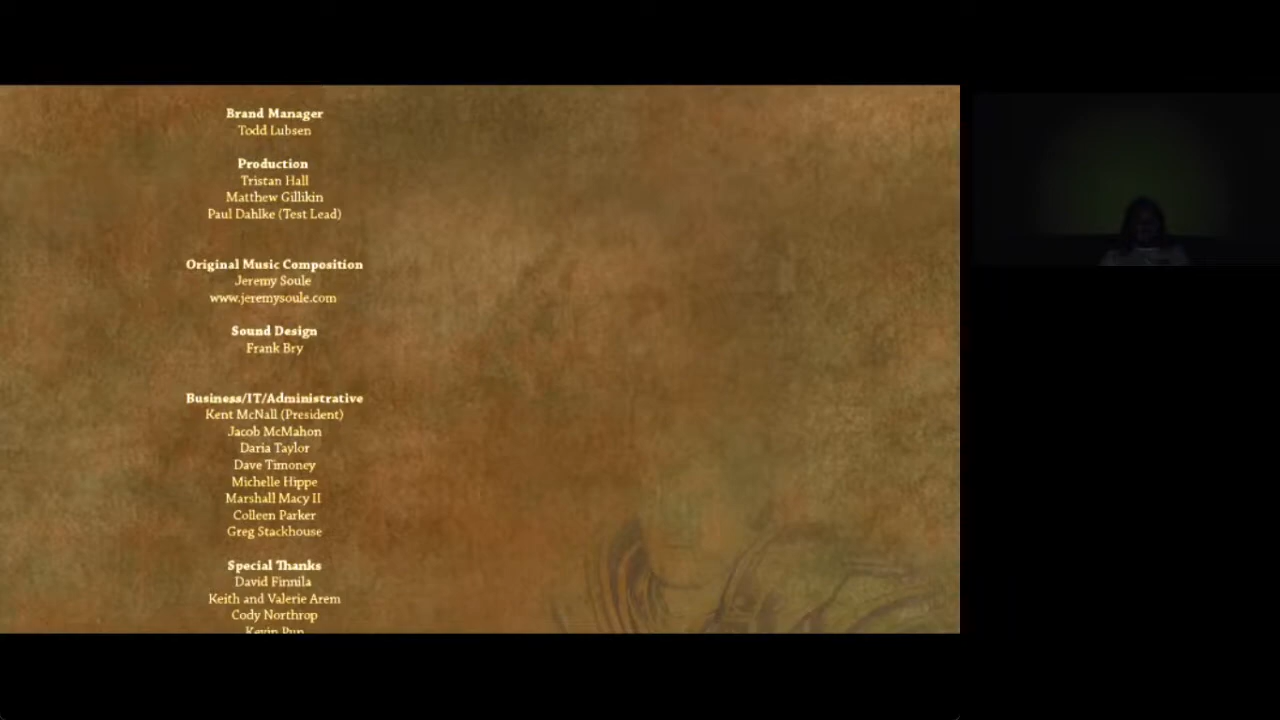 Brand Manager
Todd Lubsen
Production
Tristan Hall
Matthew Gillikin
Paul Dahlke (Test Lead)
Original Music Composition
Jeremy Soule
www.jeremysoule.com
Sound Design
Frank Bry
Business/IT/Administrative
Kent McNall (President)
Jacob McMahon
Daria Taylor
Dave Timoney
Michelle Hippe
Marshall Macy II
Colleen Parker
Greg Stackhouse
Special Thanks
David Finnila
Keith and Valerie Arem
Cody Northrop
Kevin Pun